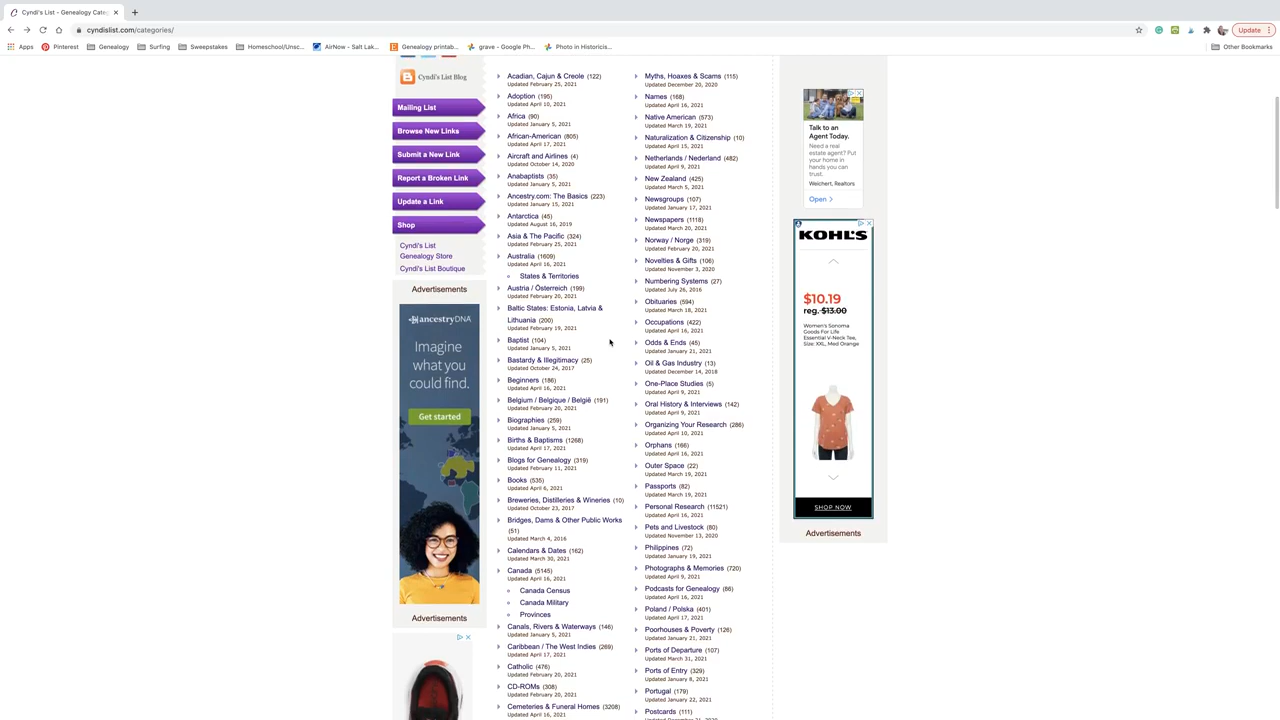 Cyndi's List - Genealogy Categ
cyndislist.com/categories/
Update
Apps
Pinterest
Genealogy
Surfing
Sweepstakes
Homeschool/Unsc...
AirNow - Salt Lak...
Genealogy printab...
grave - Google Ph...
Photo in Historicis...
Other Bookmarks
Cyndi's List Blog
Mailing List
Browse New Links
Submit a New Link
Report a Broken Link
Update a Link
Shop
Cyndi's List
Genealogy Store
Cyndi's List Boutique
Advertisements
ancestryDNA
Imagine
what you
could find.
Get started
Advertisements
Acadian, Cajun & Creole (122)
Updated February 25, 2021
Adoption (195)
Updated April 10, 2021
Africa (90)
Updated January 5, 2021
African-American (805)
Updated April 17, 2021
Aircraft and Airlines (4)
Updated October 14, 2020
Anabaptists (35)
Updated January 5, 2021
Ancestry.com: The Basics (223)
Updated January 15, 2021
Antarctica (45)
Updated August 16, 2019
Asia & The Pacific (324)
Updated February 25, 2021
Australia (1609)
Updated April 16, 2021
States & Territories
Austria / Österreich (199)
Updated February 20, 2021
Baltic States: Estonia, Latvia &
Lithuania (200)
Updated February 19, 2021
Baptist (104)
Updated January 5, 2021
Bastardy & Illegitimacy (25)
Updated October 24, 2017
Beginners (186)
Updated April 16, 2021
Belgium / Belgique / België (191)
Updated February 20, 2021
Biographies (259)
Updated January 5, 2021
Births & Baptisms (1268)
Updated April 17, 2021
Blogs for Genealogy (319)
Updated February 11, 2021
Books (535)
Updated April 6, 2021
Breweries, Distilleries & Wineries (10)
Updated October 23, 2017
Bridges, Dams & Other Public Works
(51)
Updated March 4, 2016
Calendars & Dates (162)
Updated March 30, 2021
Canada (5145)
Updated April 16, 2021
Canada Census
Canada Military
Provinces
Canals, Rivers & Waterways (146)
Updated January 5, 2021
Caribbean / The West Indies (269)
Updated April 17, 2021
Catholic (476)
Updated February 20, 2021
CD-ROMs (308)
Updated February 20, 2021
Cemeteries & Funeral Homes (3208)
Updated April 16, 2021
Myths, Hoaxes & Scams (115)
Updated December 20, 2020
Names (168)
Updated April 16, 2021
Native American (573)
Updated March 19, 2021
Naturalization & Citizenship (10)
Updated April 15, 2021
Netherlands / Nederland (482)
Updated April 9, 2021
New Zealand (425)
Updated March 5, 2021
Newsgroups (107)
Updated January 17, 2021
Newspapers (1118)
Updated March 20, 2021
Norway / Norge (319)
Updated February 20, 2021
Novelties & Gifts (106)
Updated November 3, 2020
Numbering Systems (27)
Updated July 26, 2016
Obituaries (594)
Updated March 18, 2021
Occupations (422)
Updated April 16, 2021
Odds & Ends (45)
Updated January 21, 2021
Oil & Gas Industry (13)
Updated December 14, 2018
One-Place Studies (5)
Updated April 9, 2021
Oral History & Interviews (142)
Updated April 9, 2021
Organizing Your Research (286)
Updated April 10, 2021
Orphans (166)
Updated April 16, 2021
Outer Space (22)
Updated March 19, 2021
Passports (82)
Updated March 19, 2021
Personal Research (11521)
Updated April 16, 2021
Pets and Livestock (80)
Updated November 13, 2020
Philippines (72)
Updated January 19, 2021
Photographs & Memories (720)
Updated April 9, 2021
Podcasts for Genealogy (86)
Updated April 16, 2021
Poland / Polska (401)
Updated April 17, 2021
Poorhouses & Poverty (126)
Updated January 21, 2021
Ports of Departure (107)
Updated March 31, 2021
Ports of Entry (329)
Updated January 8, 2021
Portugal (179)
Updated January 22, 2021
Postcards (111)
Talk to an
Agent Today.
Need a real
estate agent? Put
your home in
hands you can
trust.
Weichert, Realtors
Open
KOHL'S
$10.19
reg. $13.00
Women's Sonoma
Goods For Life
Essential V-Neck Tee,
Size: XXL, Med Orange
SHOP NOW
Advertisements